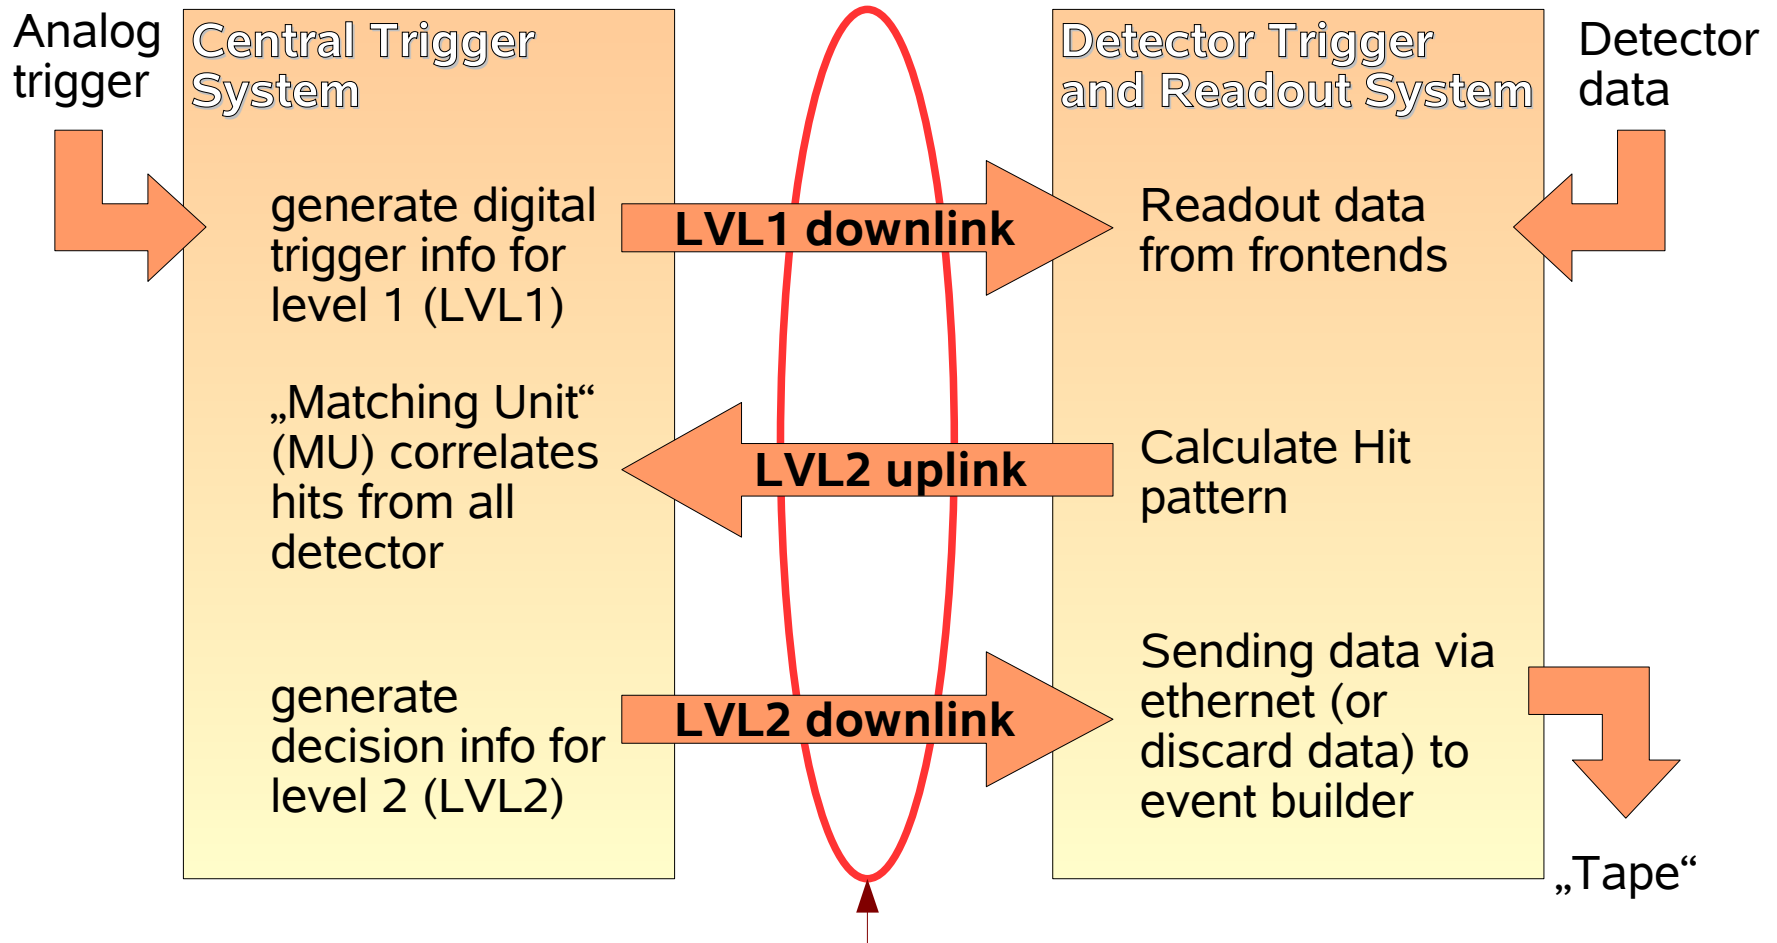 Analog
trigger
Central Trigger
System
Detector Trigger
and Readout System
Detector
data
generate digital
trigger info for
level 1 (LVL1)
LVL1 downlink
Readout data
from frontends
„Matching Unit“
(MU) correlates
hits from all
detector
LVL2 uplink
Calculate Hit
pattern
generate
decision info for
level 2 (LVL2)
LVL2 downlink
Sending data via
ethernet (or
discard data) to
event builder
„Tape“